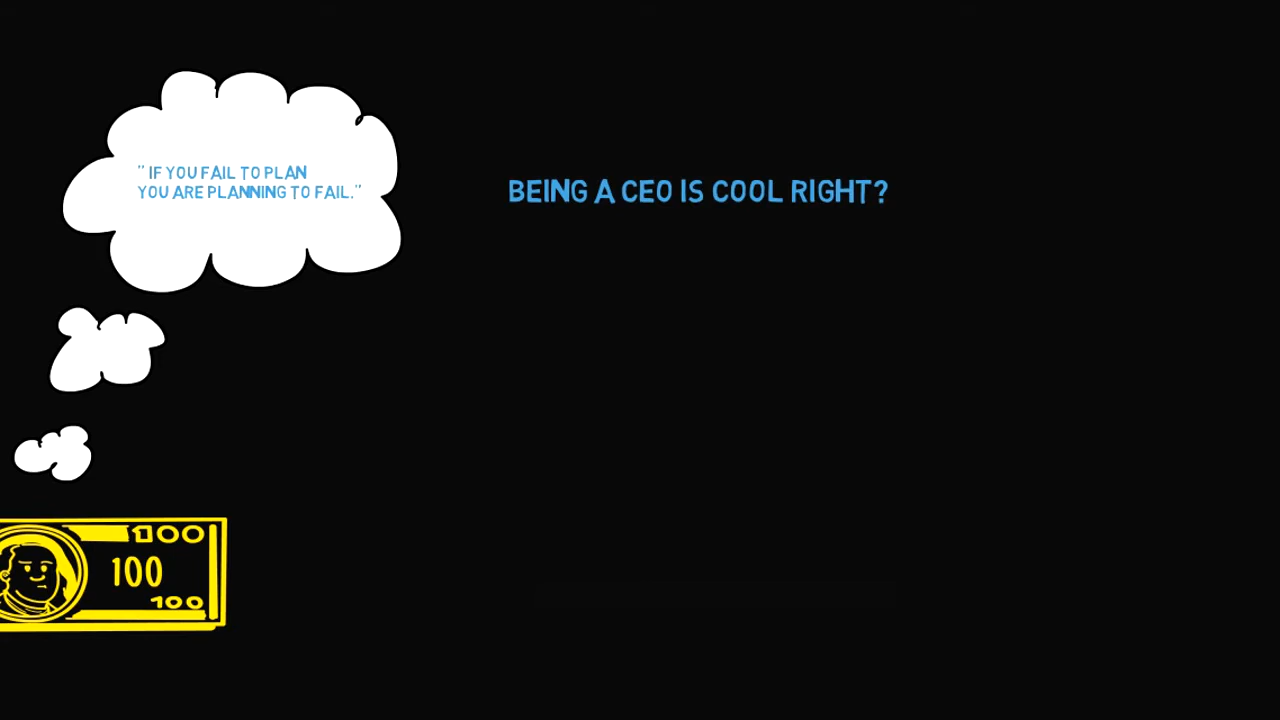 " IF YOU FAIL TO PLAN
YOU ARE PLANNING TO FAIL."
BEING A CEO IS COOL RIGHT?
100
100
100